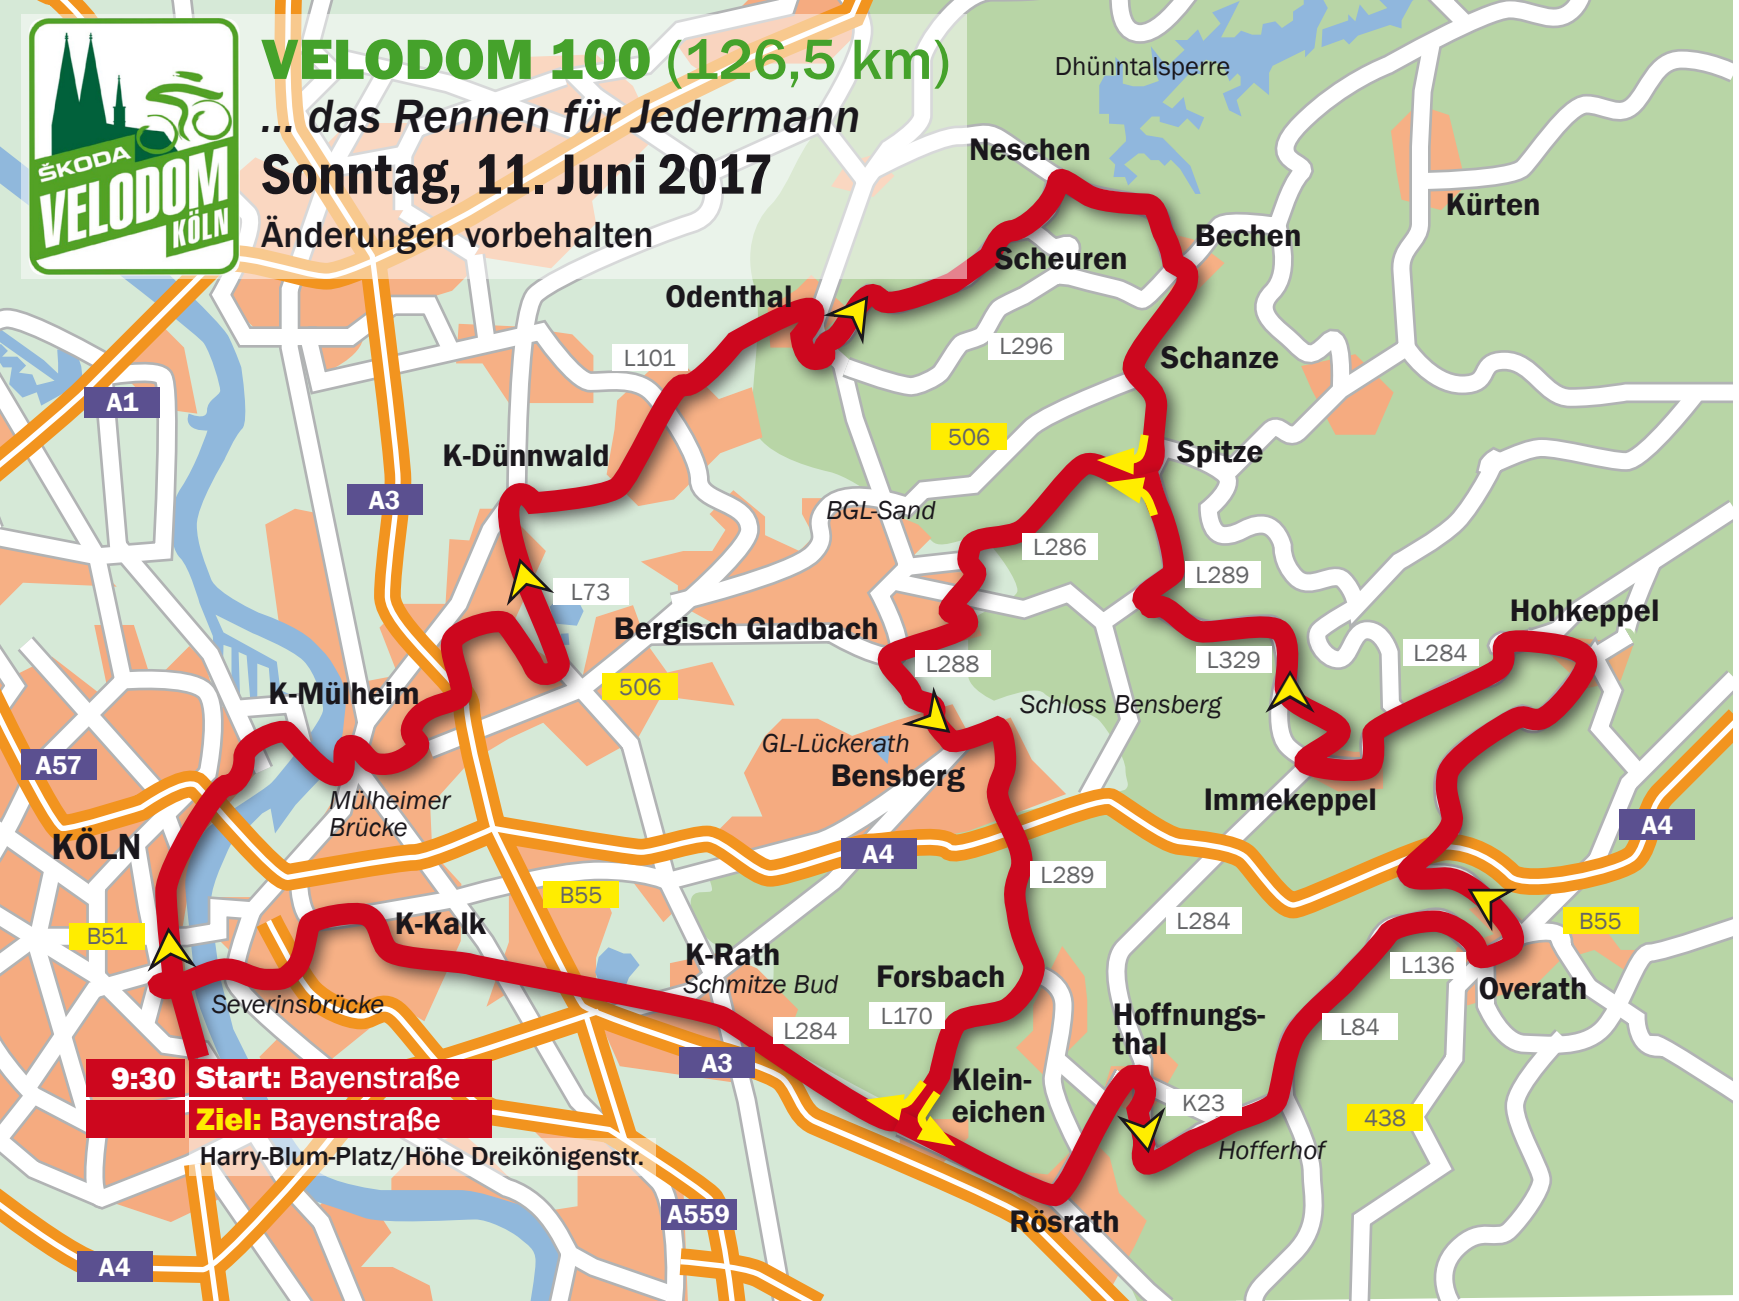 ŠKODA
VELODOM
KÖLN
VELODOM 100 (126,5 km)
... das Rennen für Jedermann
Sonntag, 11. Juni 2017
Änderungen vorbehalten
Dhünntalsperre
Neschen
Kürten
Bechen
Scheuren
Odenthal
L296
L101
Schanze
A1
506
K-Dünnwald
Spitze
A3
BGL-Sand
L286
L289
L73
Hohkeppel
Bergisch Gladbach
L288
L329
L284
506
K-Mülheim
Schloss Bensberg
GL-Lückerath
A57
Bensberg
Mülheimer
Brücke
Immekeppel
A4
KÖLN
A4
L289
B55
L284
B55
K-Kalk
B51
K-Rath
Schmitze Bud
Forsbach
L136
Overath
Severinsbrücke
L170
Hoffnungs-
thal
L284
L84
A3
9:30 Start: Bayenstraße
Ziel: Bayenstraße
Harry-Blum-Platz/Höhe Dreikönigenstr.
Klein-
eichen
K23
438
Hofferhof
A559
Rösrath
A4